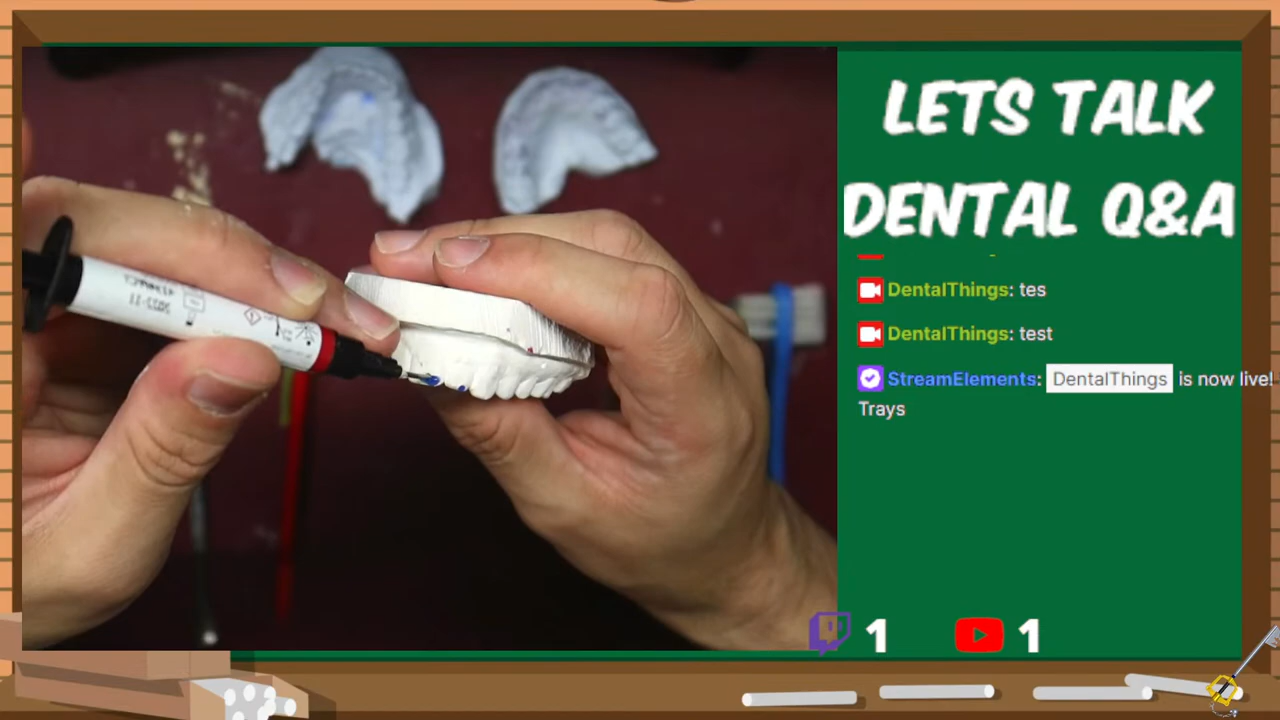 LETS TALK
DENTAL Q&A
DentalThings: tes
DentalThings: test
StreamElements: DentalThings is now live!
Trays
1
1